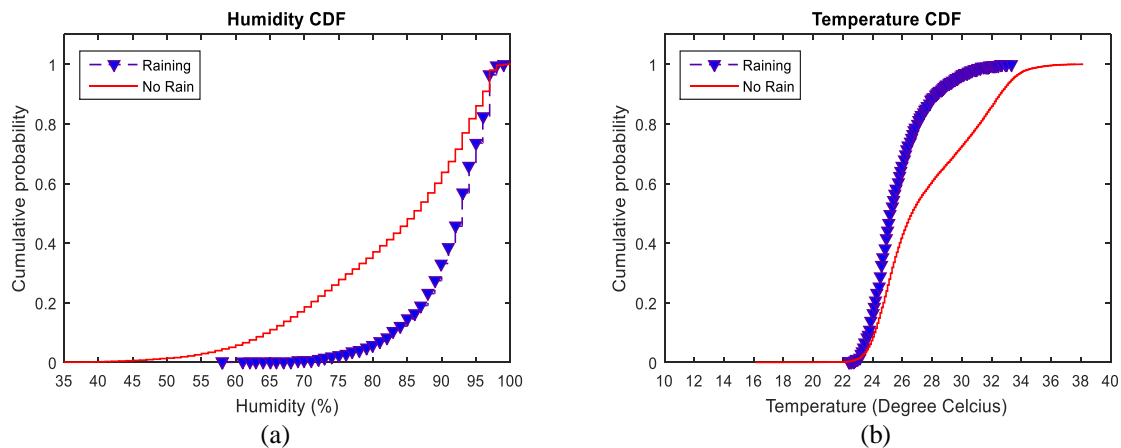 Humidity CDF
Raining
No Rain
Cumulative probability
1
0.8
0.6
0.4
0.2
0
35 40 45 50 55 60 65 70 75 80 85 90 95 100
Humidity (%)
(a)
Temperature CDF
Raining
No Rain
Cumulative probability
1
0.8
0.6
0.4
0.2
0
10 12 14 16 18 20 22 24 26 28 30 32 34 36 38 40
Temperature (Degree Celcius)
(b)